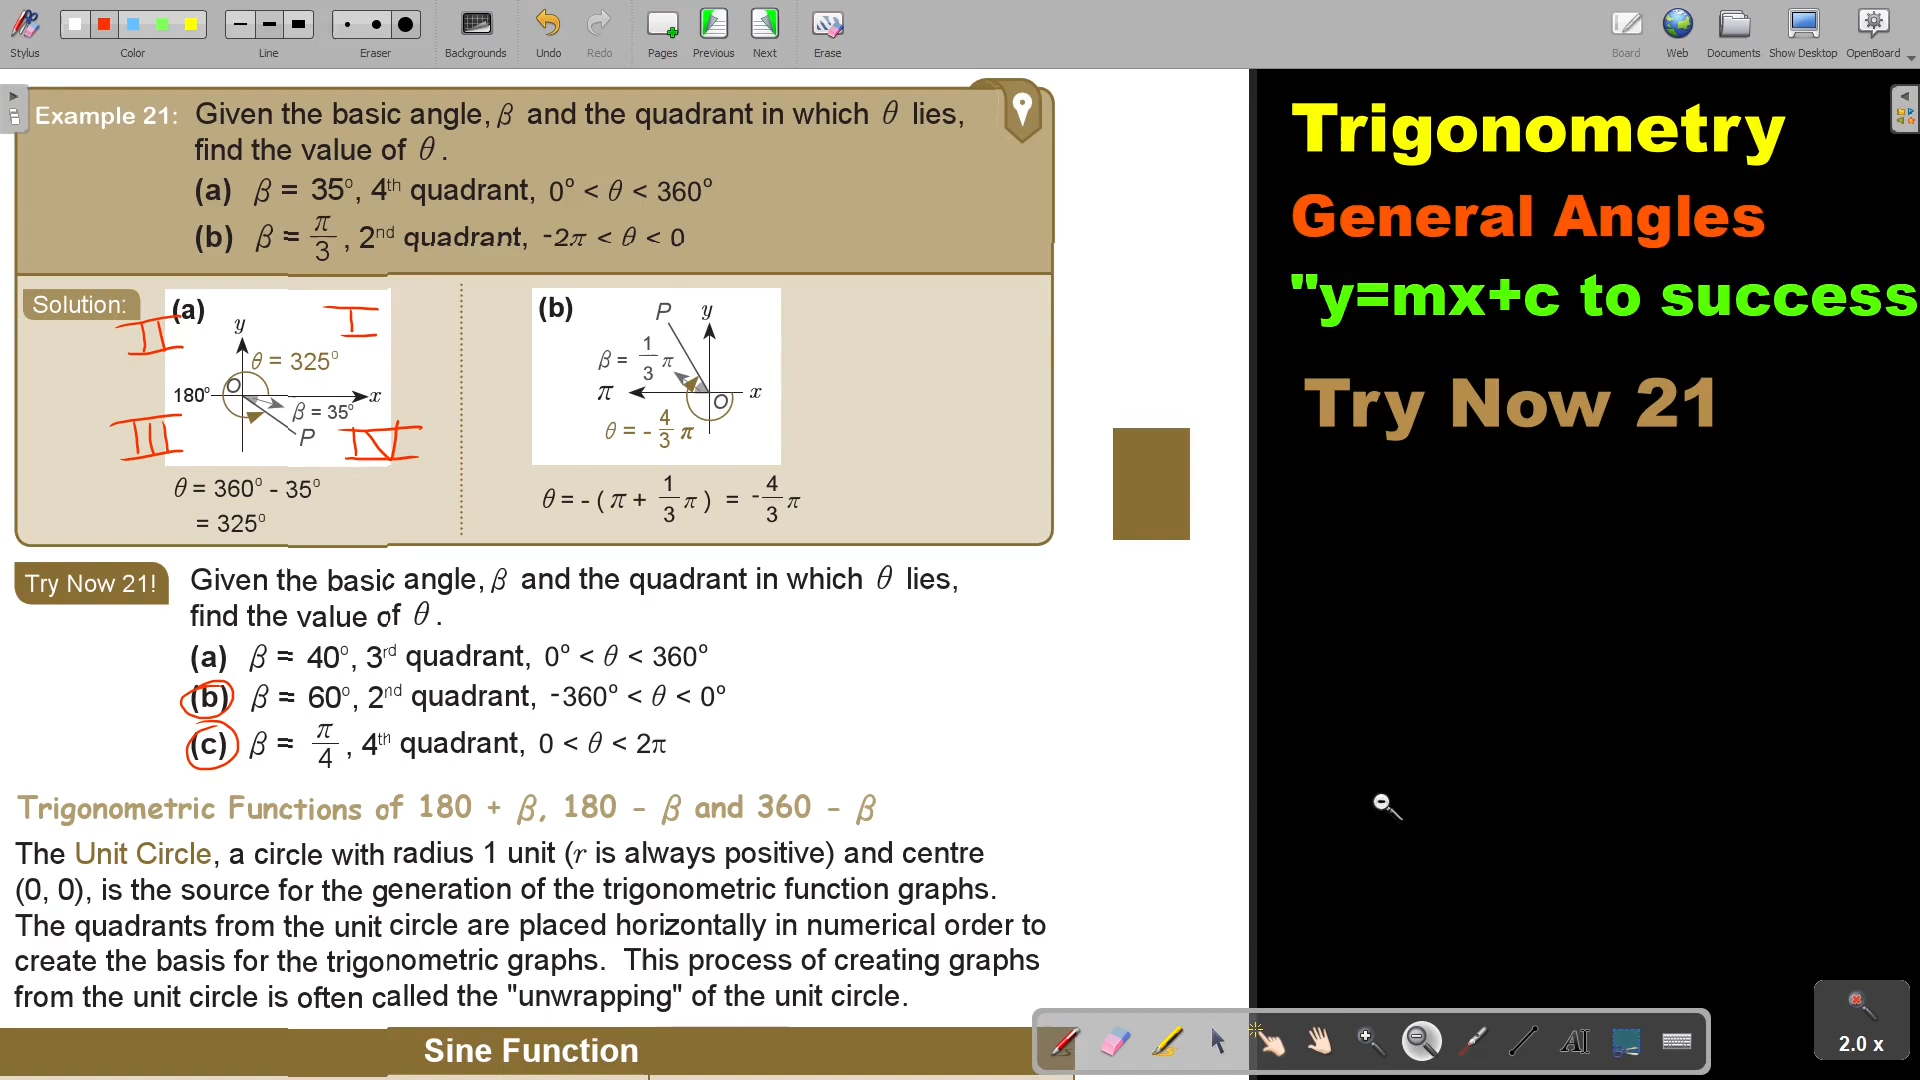 Stylus
Color
Line
Eraser
Backgrounds
Undo
Redo
Pages
Previous
Next
Erase
Board
Web
Documents
Show Desktop
OpenBoard
Example 21: Given the basic angle, β and the quadrant in which θ lies,
find the value of θ.
(a) β = 35°, 4th quadrant, 0° < θ < 360°
(b) β = π/3, 2nd quadrant, -2π < θ < 0
Solution:
(a)
I
II
III
IV
y
θ = 325°
180°
O
x
β = 35°
P
θ = 360° - 35°
= 325°
(b)
P
y
β = 1/3 π
π
O
x
θ = - 4/3 π
θ = - ( π + 1/3 π ) = - 4/3 π
Try Now 21! Given the basic angle, β and the quadrant in which θ lies,
find the value of θ.
(a) β = 40°, 3rd quadrant, 0° < θ < 360°
(b) β = 60°, 2nd quadrant, -360° < θ < 0°
(c) β = π/4, 4th quadrant, 0 < θ < 2π
Trigonometric Functions of 180 + β, 180 - β and 360 - β
The Unit Circle, a circle with radius 1 unit (r is always positive) and centre
(0, 0), is the source for the generation of the trigonometric function graphs.
The quadrants from the unit circle are placed horizontally in numerical order to
create the basis for the trigonometric graphs. This process of creating graphs
from the unit circle is often called the "unwrapping" of the unit circle.
Sine Function
Trigonometry
General Angles
"y=mx+c to success
Try Now 21
AI
2.0 x